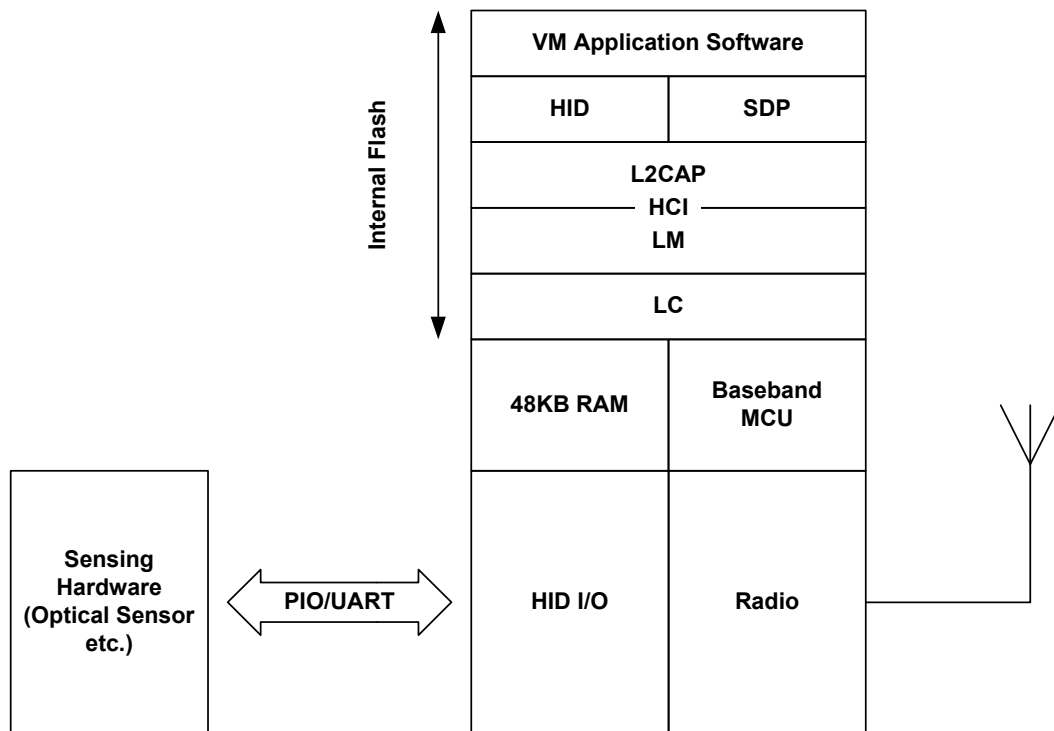 VM Application Software
HID
SDP
Internal Flash
L2CAP
HCI
LM
LC
48KB RAM
Baseband
MCU
Sensing
Hardware
(Optical Sensor
etc.)
PIO/UART
HID I/O
Radio